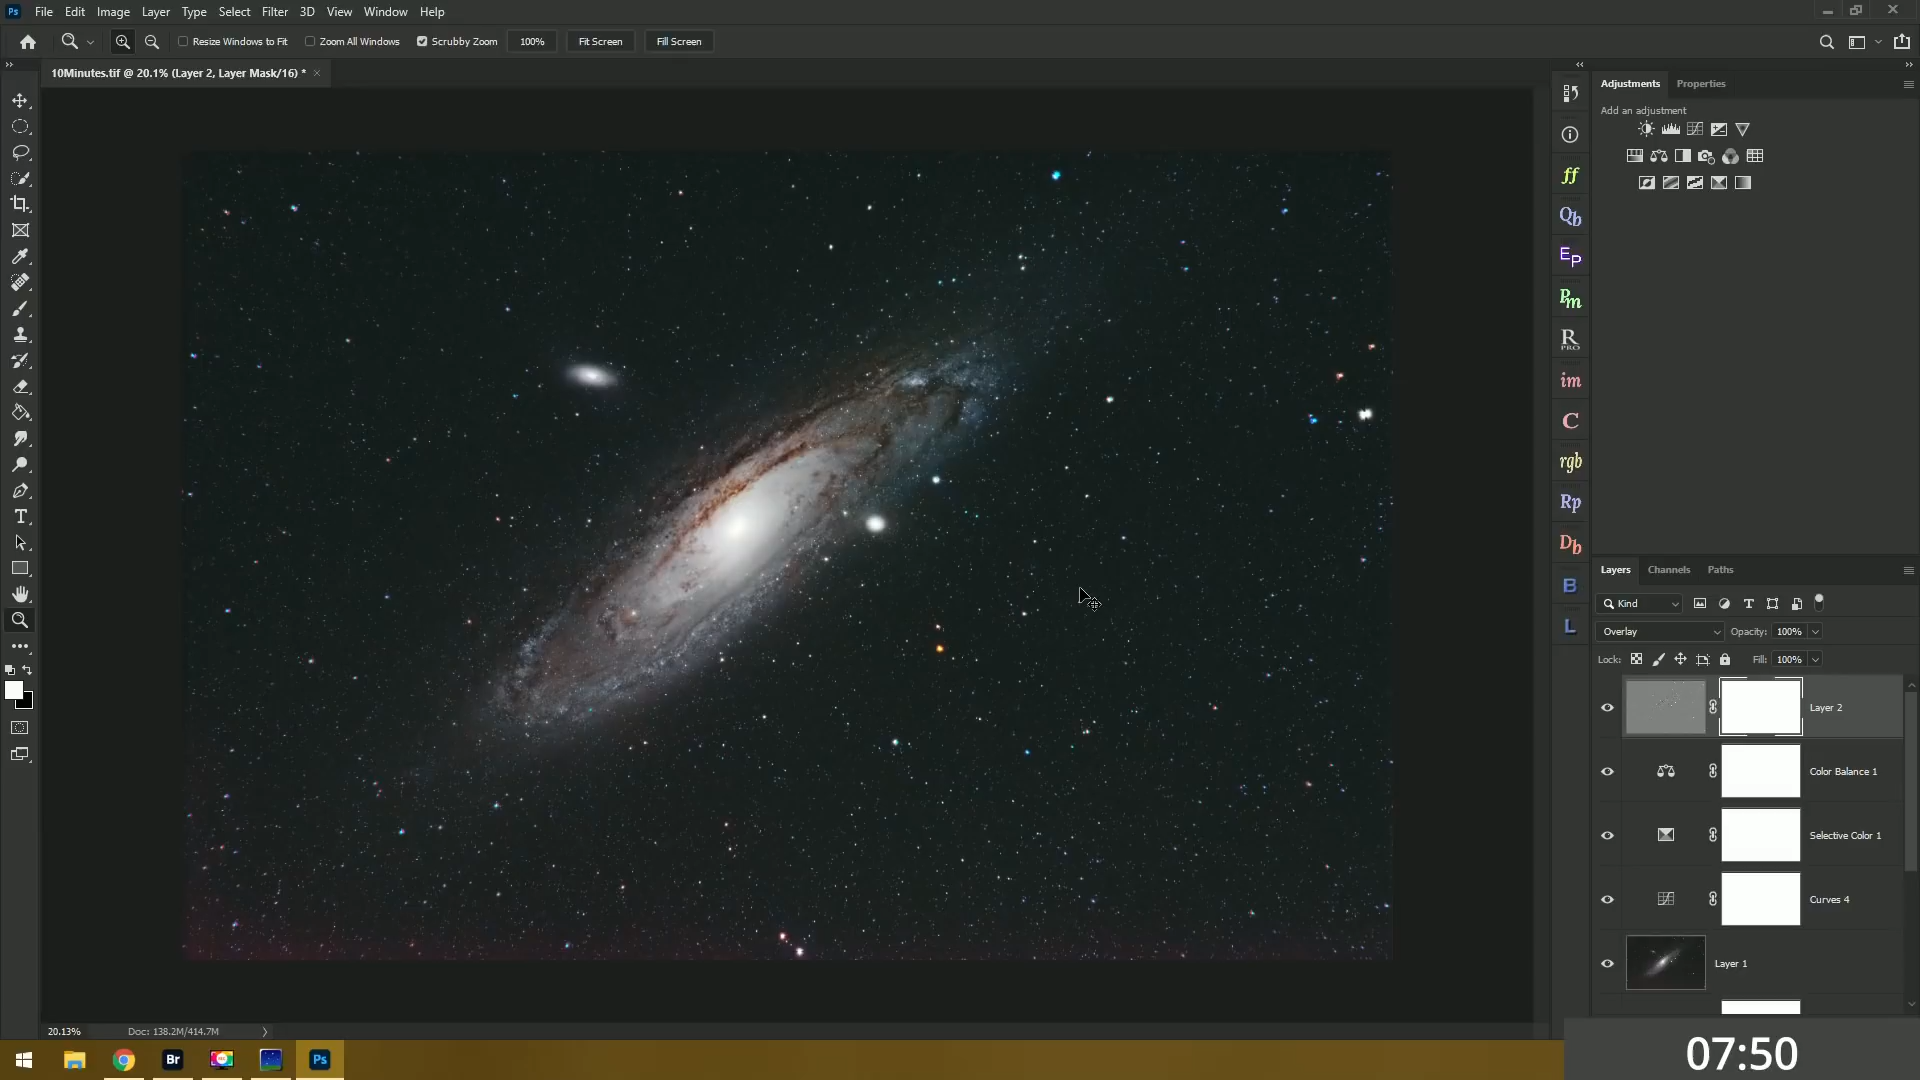 Ps File Edit Image Layer Type Select Filter 3D View Window Help
Resize Windows to Fit Zoom All Windows Scrubby Zoom 100% Fit Screen Fill Screen
10Minutes.tif @ 20.1% (Layer 2, Layer Mask/16) *
Adjustments Properties
Add an adjustment
ff
Qb
EP
Pm
R
PRO
im
C
rgb
Rp
Db
B
L
Layers Channels Paths
Kind
Overlay Opacity: 100%
Lock: Fill: 100%
Layer 2
Color Balance 1
Selective Color 1
Curves 4
Layer 1
20.13% Doc: 138.2M/414.7M
Br Ps
07:50